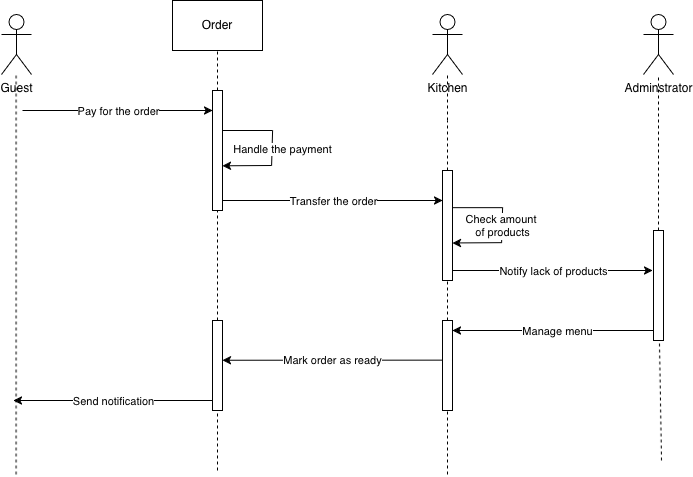 Order
Guest
Kitchen
Adminstrator
Pay for the order
Handle the payment
Transfer the order
Check amount
of products
Notify lack of products
Manage menu
Mark order as ready
Send notification